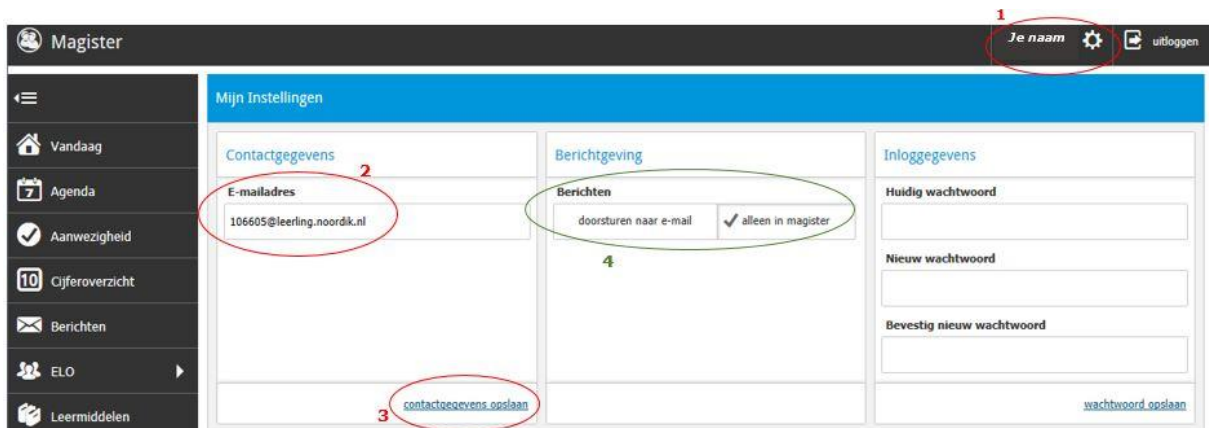 1
Magister
Je naam
uitloggen
Mijn Instellingen
Vandaag
7 Agenda
Aanwezigheid
10 Cijferoverzicht
Berichten
ELO
Leermiddelen
Contactgegevens
2
E-mailadres
106605@leerling.noordik.nl
3 contactgegevens opslaan
Berichtgeving
Berichten
doorsturen naar e-mail alleen in magister
4
Inloggegevens
Huidig wachtwoord
Nieuw wachtwoord
Bevestig nieuw wachtwoord
wachtwoord opslaan